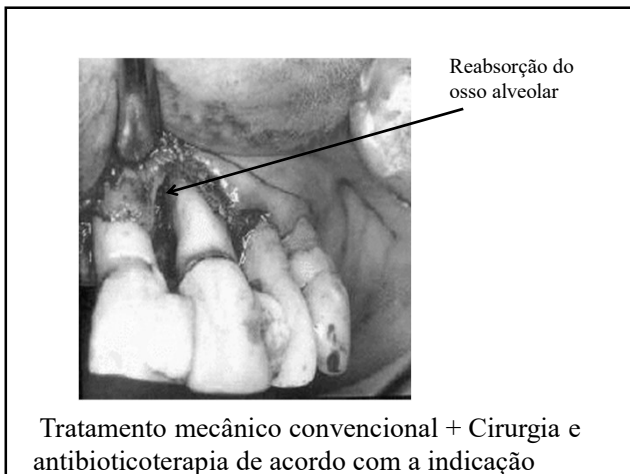 Reabsorção do
osso alveolar
Tratamento mecânico convencional + Cirurgia e
antibioticoterapia de acordo com a indicação